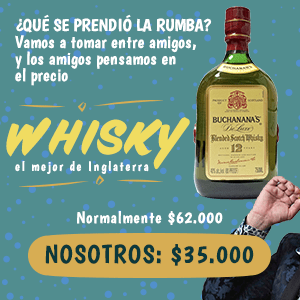 ¿QUÉ SE PRENDIÓ LA RUMBA?
Vamos a tomar entre amigos,
y los amigos pensamos en
el precio
WHISKY
el mejor de Inglaterra
BUCHANAN'S
De Luxe
Blended Scotch Whisky
12
Normalmente $62.000
NOSOTROS: $35.000